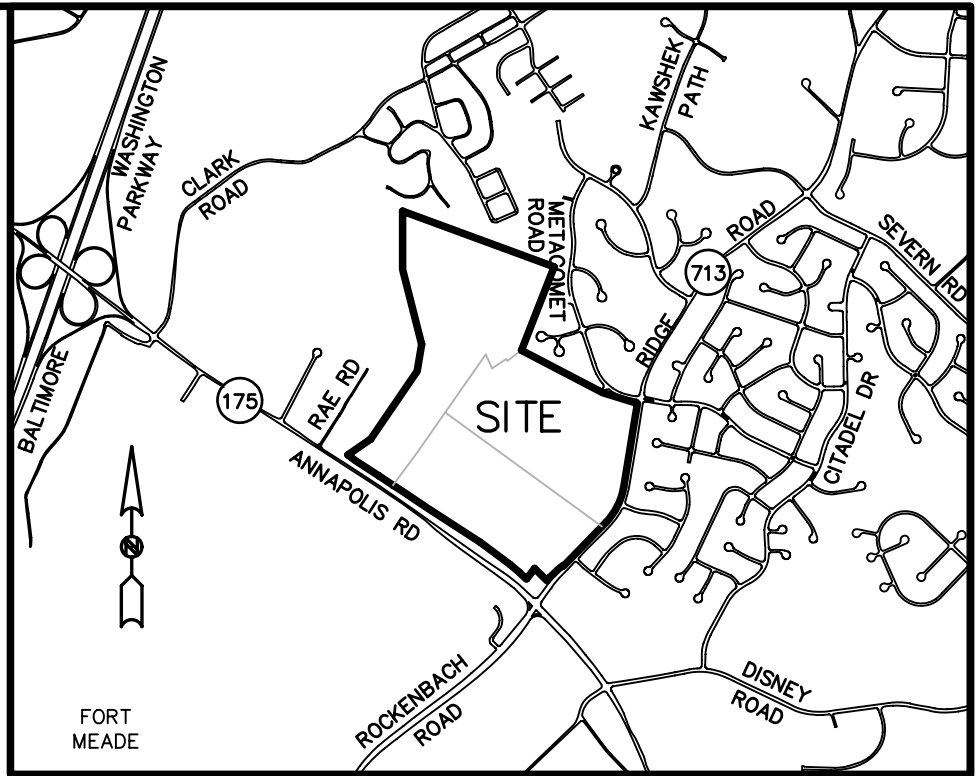 WASHINGTON
PARKWAY
CLARK
ROAD
KAWSHEK
PATH
METACOMET
ROAD
ROAD
713
SEVERN RD
RIDGE
BALTIMORE
175
RAE RD
SITE
CITADEL DR
ANNAPOLIS RD
N
ROCKENBACH
ROAD
DISNEY
ROAD
FORT
MEADE